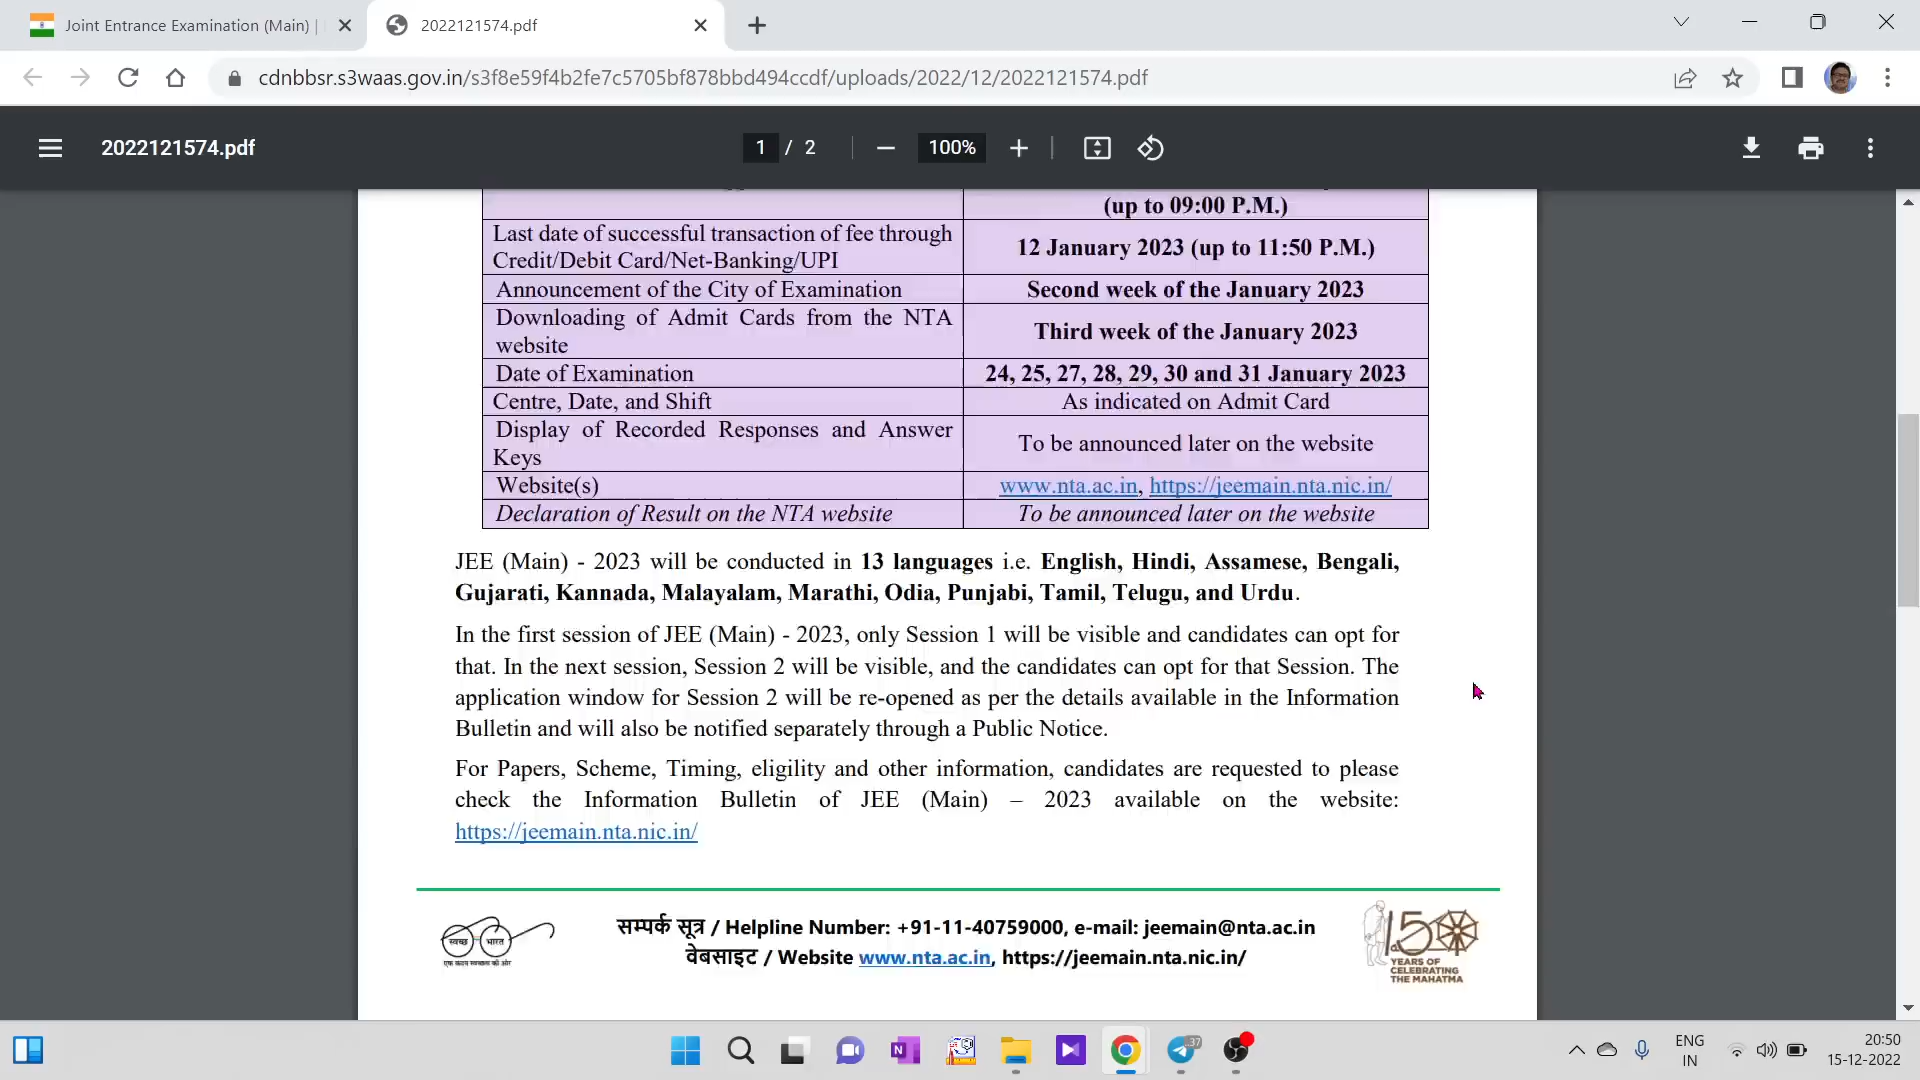 Joint Entrance Examination (Main) |
2022121574.pdf
cdnbbsr.s3waas.gov.in/s3f8e59f4b2fe7c5705bf878bbd494ccdf/uploads/2022/12/2022121574.pdf
2022121574.pdf
1 / 2
100%
(up to 09:00 P.M.)
Last date of successful transaction of fee through
Credit/Debit Card/Net-Banking/UPI
12 January 2023 (up to 11:50 P.M.)
Announcement of the City of Examination
Second week of the January 2023
Downloading of Admit Cards from the NTA
website
Third week of the January 2023
Date of Examination
24, 25, 27, 28, 29, 30 and 31 January 2023
Centre, Date, and Shift
As indicated on Admit Card
Display of Recorded Responses and Answer
Keys
To be announced later on the website
Website(s)
www.nta.ac.in, https://jeemain.nta.nic.in/
Declaration of Result on the NTA website
To be announced later on the website
JEE (Main) - 2023 will be conducted in 13 languages i.e. English, Hindi, Assamese, Bengali,
Gujarati, Kannada, Malayalam, Marathi, Odia, Punjabi, Tamil, Telugu, and Urdu.
In the first session of JEE (Main) - 2023, only Session 1 will be visible and candidates can opt for
that. In the next session, Session 2 will be visible, and the candidates can opt for that Session. The
application window for Session 2 will be re-opened as per the details available in the Information
Bulletin and will also be notified separately through a Public Notice.
For Papers, Scheme, Timing, eligility and other information, candidates are requested to please
check the Information Bulletin of JEE (Main) – 2023 available on the website:
https://jeemain.nta.nic.in/
स्वच्छ भारत
एक कदम स्वच्छता की ओर
सम्पर्क सूत्र / Helpline Number: +91-11-40759000, e-mail: jeemain@nta.ac.in
वेबसाइट / Website www.nta.ac.in, https://jeemain.nta.nic.in/
150
YEARS OF
CELEBRATING
THE MAHATMA
N
37
ENG
IN
20:50
15-12-2022